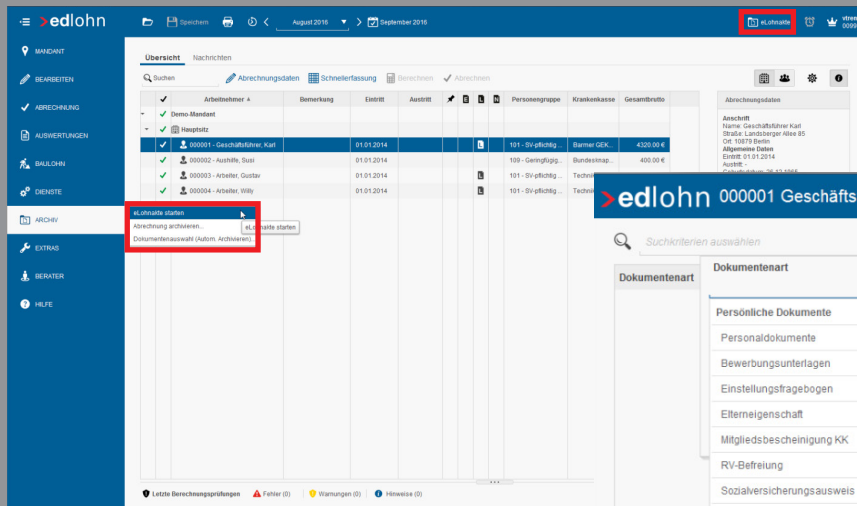 edlohn
Speichern
August 2016
September 2016
eLohnakte
vtren
0099
MANDANT
BEARBEITEN
ABRECHNUNG
AUSWERTUNGEN
BAULOHN
DIENSTE
ARCHIV
EXTRAS
BERATER
HILFE
Übersicht Nachrichten
Suchen Abrechnungsdaten Schnellerfassung Berechnen Abrechnen
Arbeitnehmer Bemerkung Eintritt Austritt E L N Personengruppe Krankenkasse Gesamtbrutto
Demo-Mandant
Hauptsitz
000001 - Geschäftsführer, Karl 01.01.2014 L 101 - SV-pflichtig ... Barmer GEK... 4320.00 €
000002 - Aushilfe, Susi 01.01.2014 109 - Geringfügig... Bundesknap... 400.00 €
000003 - Arbeiter, Gustav 01.01.2014 L 101 - SV-pflichtig ... Techni
000004 - Arbeiter, Willy 01.01.2014 L 101 - SV-pflichtig ... Techni
Abrechnungsdaten
Anschrift
Name: Geschäftsführer Karl
Straße: Landsberger Allee 85
Ort: 10879 Berlin
Allgemeine Daten
Eintritt: 01.01.2014
Austritt: -
eLohnakte starten
Abrechnung archivieren...
eLohnakte starten
Dokumentenauswahl (Autom. Archivieren)...
Letzte Berechnungsprüfungen Fehler (0) Warnungen (0) Hinweise (0)
edlohn 000001 Geschäfts
Suchkriterien auswählen
Dokumentenart
Dokumentenart
Persönliche Dokumente
Personaldokumente
Bewerbungsunterlagen
Einstellungsfragebogen
Elterneigenschaft
Mitgliedsbescheinigung KK
RV-Befreiung
Sozialversicherungsausweis